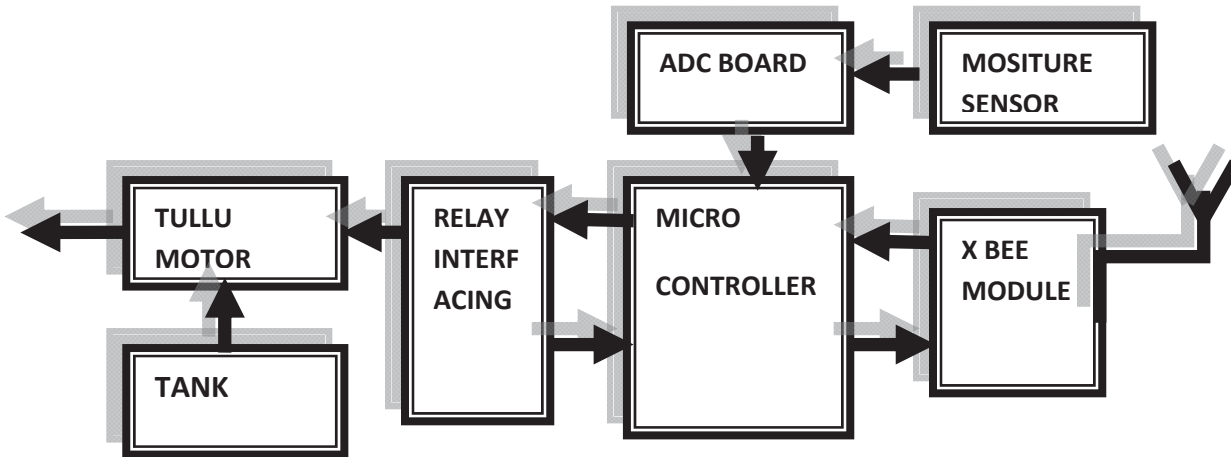 ADC BOARD
MOSITURE
SENSOR
TULLU
MOTOR
RELAY
INTERF
ACING
MICRO
CONTROLLER
X BEE
MODULE
TANK